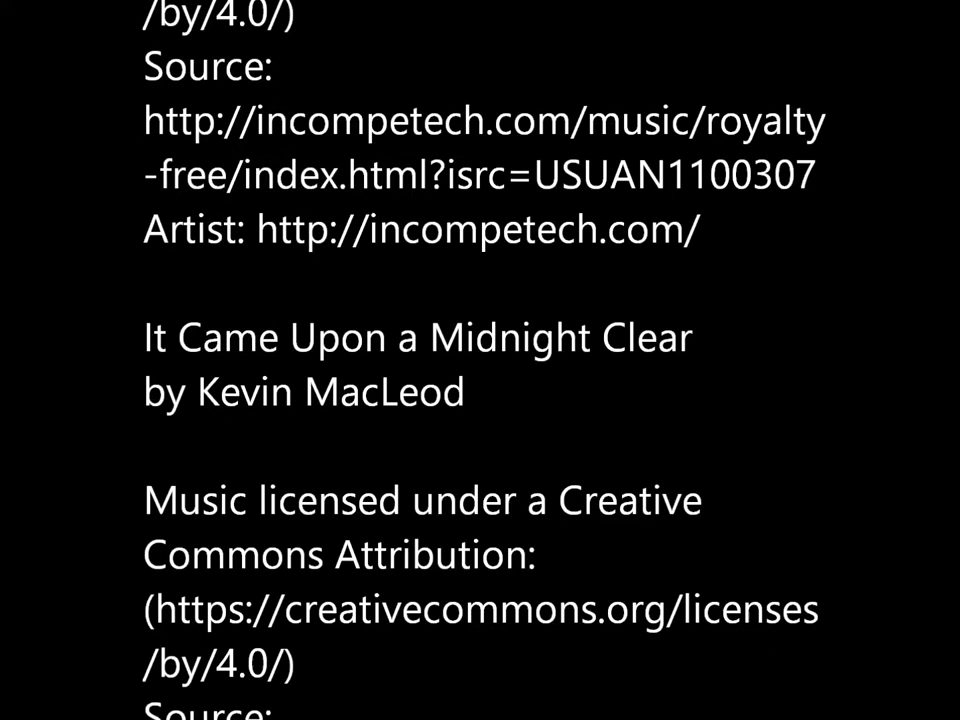 /by/4.0/)
Source:
http://incompetech.com/music/royalty
-free/index.html?isrc=USUAN1100307
Artist: http://incompetech.com/
It Came Upon a Midnight Clear
by Kevin MacLeod
Music licensed under a Creative
Commons Attribution:
(https://creativecommons.org/licenses
/by/4.0/)
Source: